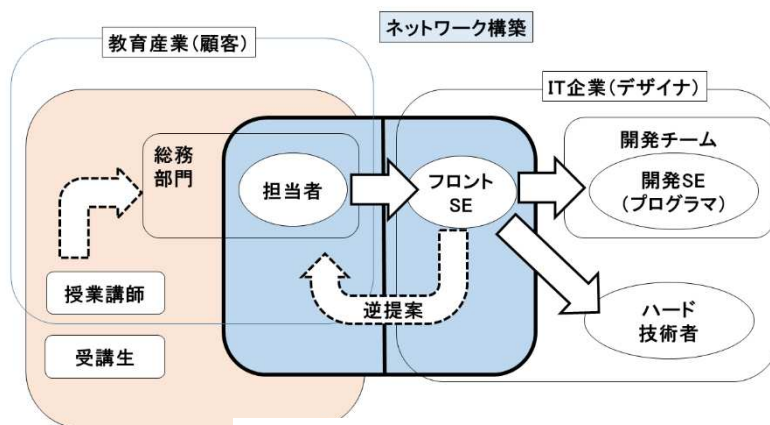 ネットワーク構築
教育産業(顧客)
IT企業(デザイナ)
総務
部門
担当者
フロント
SE
開発チーム
開発SE
(プログラマ)
授業講師
逆提案
ハード
技術者
受講生